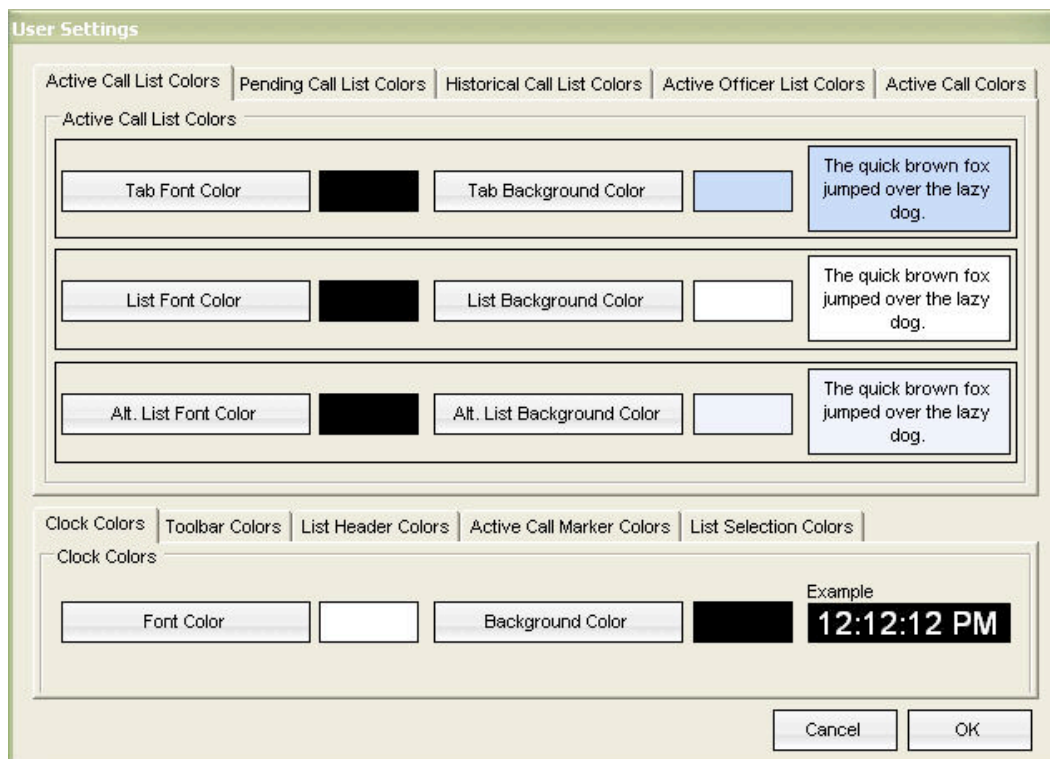 User Settings
Active Call List Colors Pending Call List Colors Historical Call List Colors Active Officer List Colors Active Call Colors
Active Call List Colors
Tab Font Color Tab Background Color
The quick brown fox
jumped over the lazy
dog.
List Font Color List Background Color
The quick brown fox
jumped over the lazy
dog.
Alt. List Font Color Alt. List Background Color
The quick brown fox
jumped over the lazy
dog.
Clock Colors Toolbar Colors List Header Colors Active Call Marker Colors List Selection Colors
Clock Colors
Font Color Background Color
Example
12:12:12 PM
Cancel OK